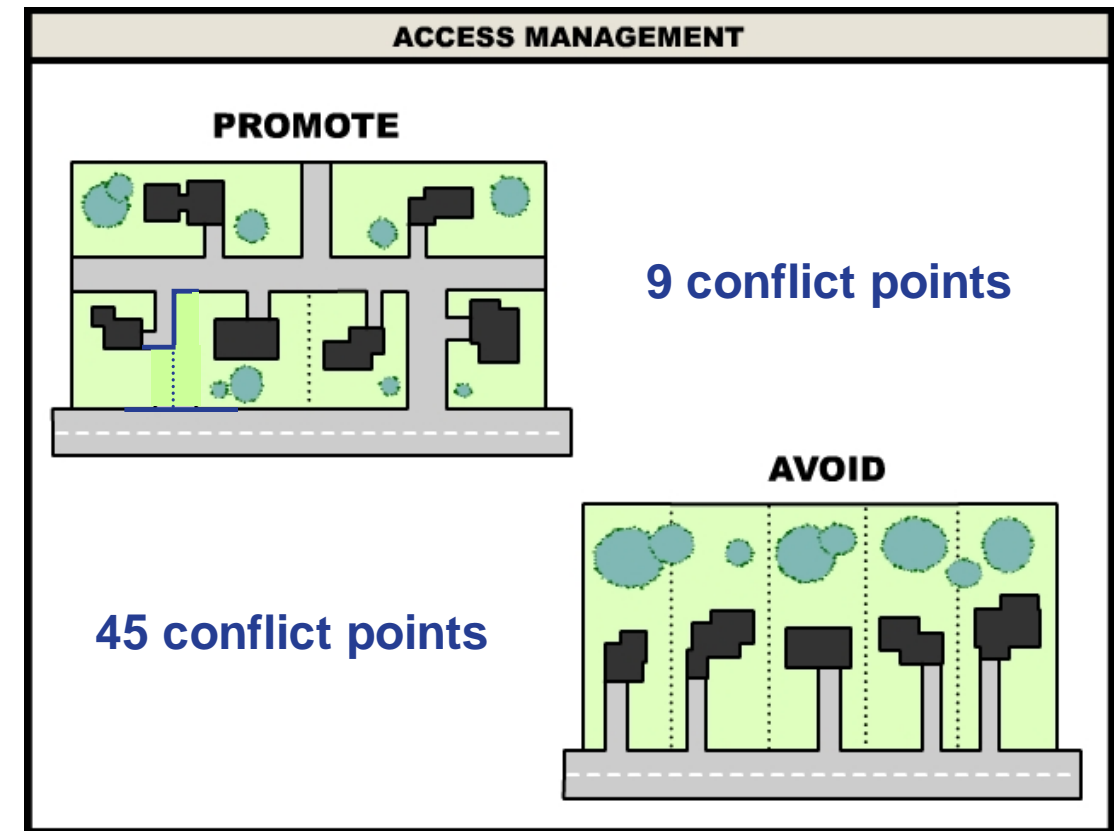 ACCESS MANAGEMENT
PROMOTE
9 conflict points
AVOID
45 conflict points